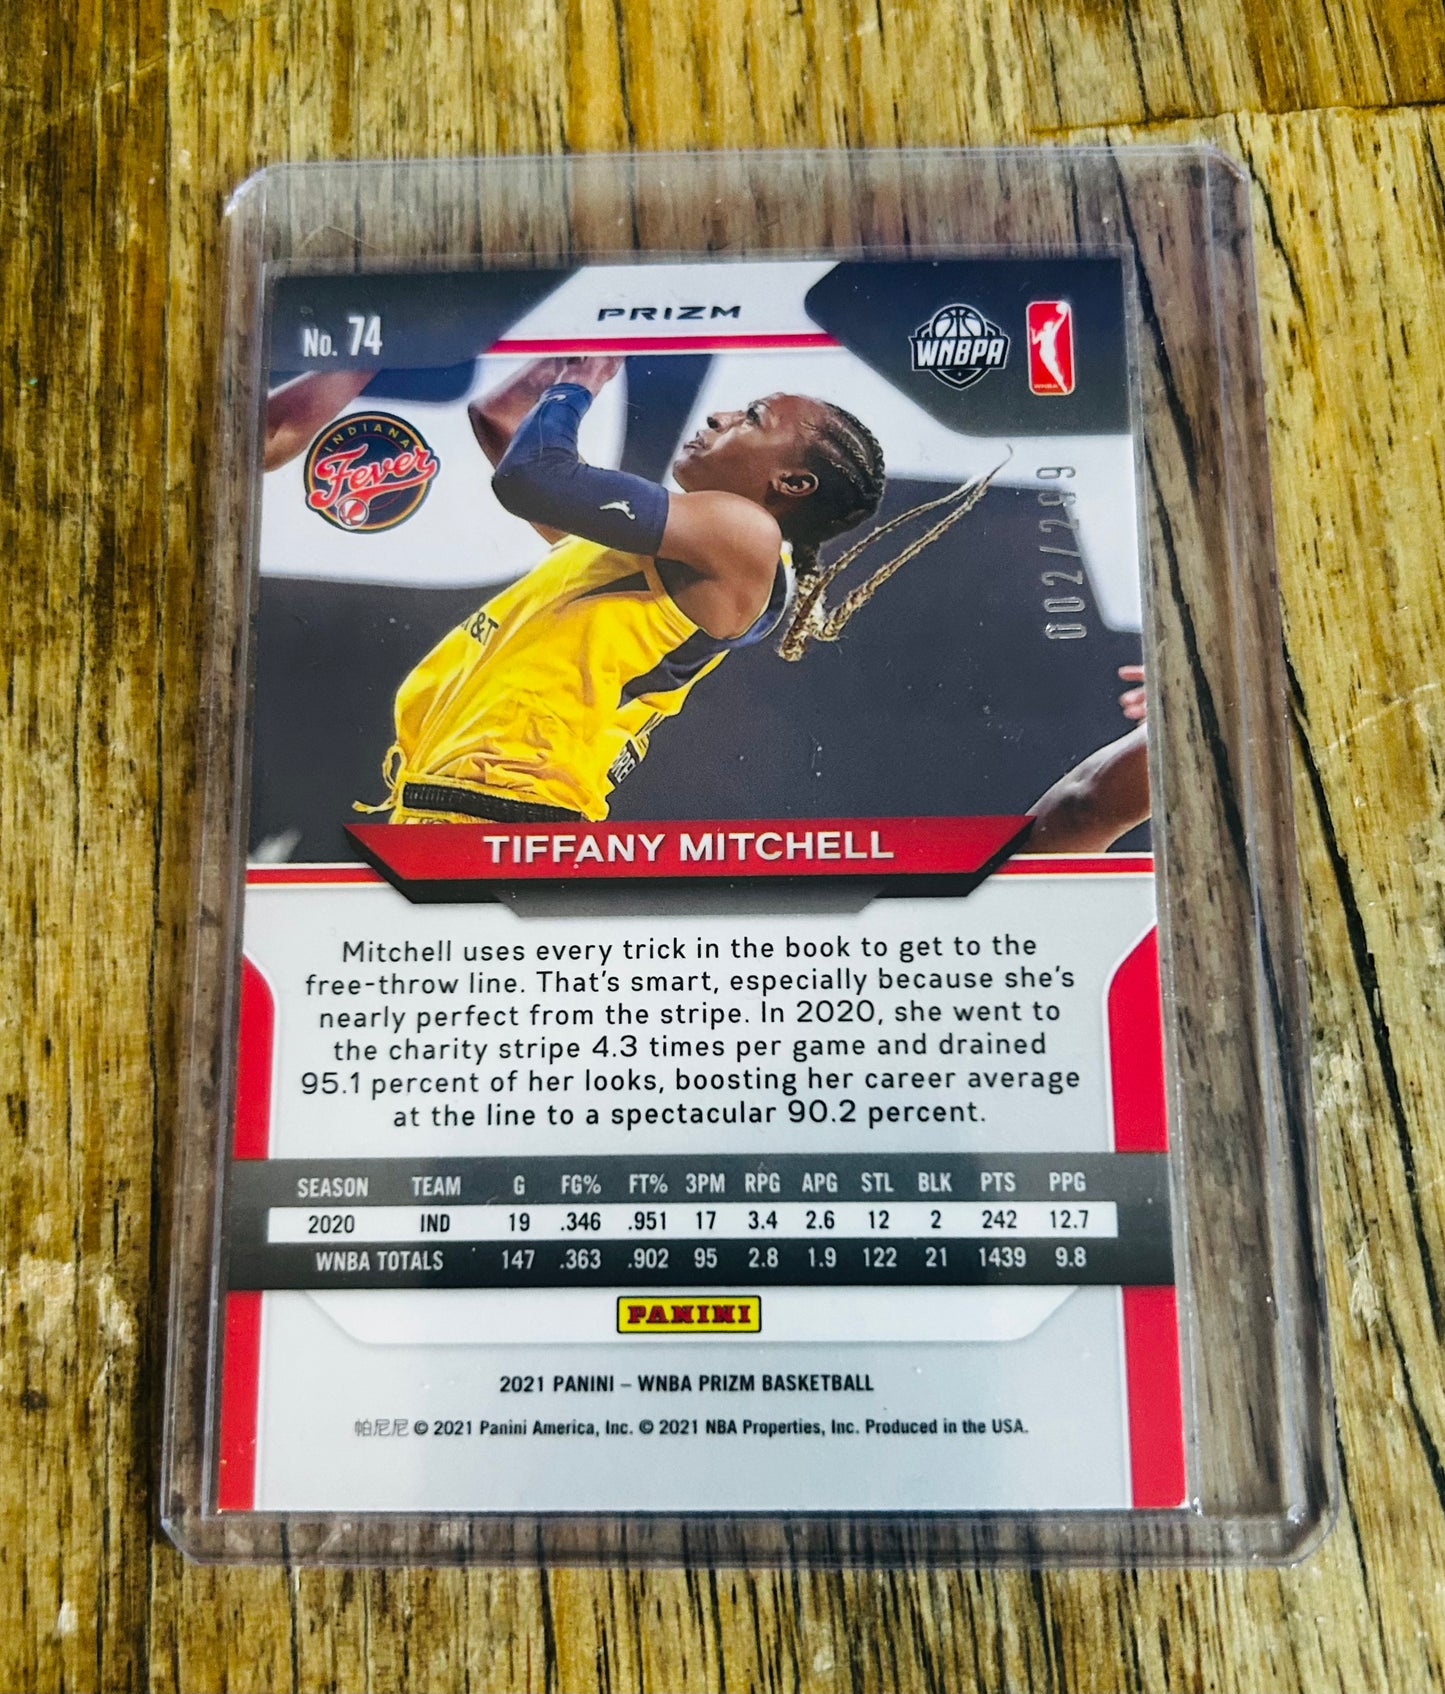 No. 74
PRIZM
WNBPA
WNBA
INDIANA
Fever
002/299
AT&T
TIFFANY MITCHELL
Mitchell uses every trick in the book to get to the
free-throw line. That's smart, especially because she's
nearly perfect from the stripe. In 2020, she went to
the charity stripe 4.3 times per game and drained
95.1 percent of her looks, boosting her career average
at the line to a spectacular 90.2 percent.
SEASON TEAM G FG% FT% 3PM RPG APG STL BLK PTS PPG
2020 IND 19 .346 .951 17 3.4 2.6 12 2 242 12.7
WNBA TOTALS 147 .363 .902 95 2.8 1.9 122 21 1439 9.8
PANINI
2021 PANINI – WNBA PRIZM BASKETBALL
帕尼尼 © 2021 Panini America, Inc. © 2021 NBA Properties, Inc. Produced in the USA.